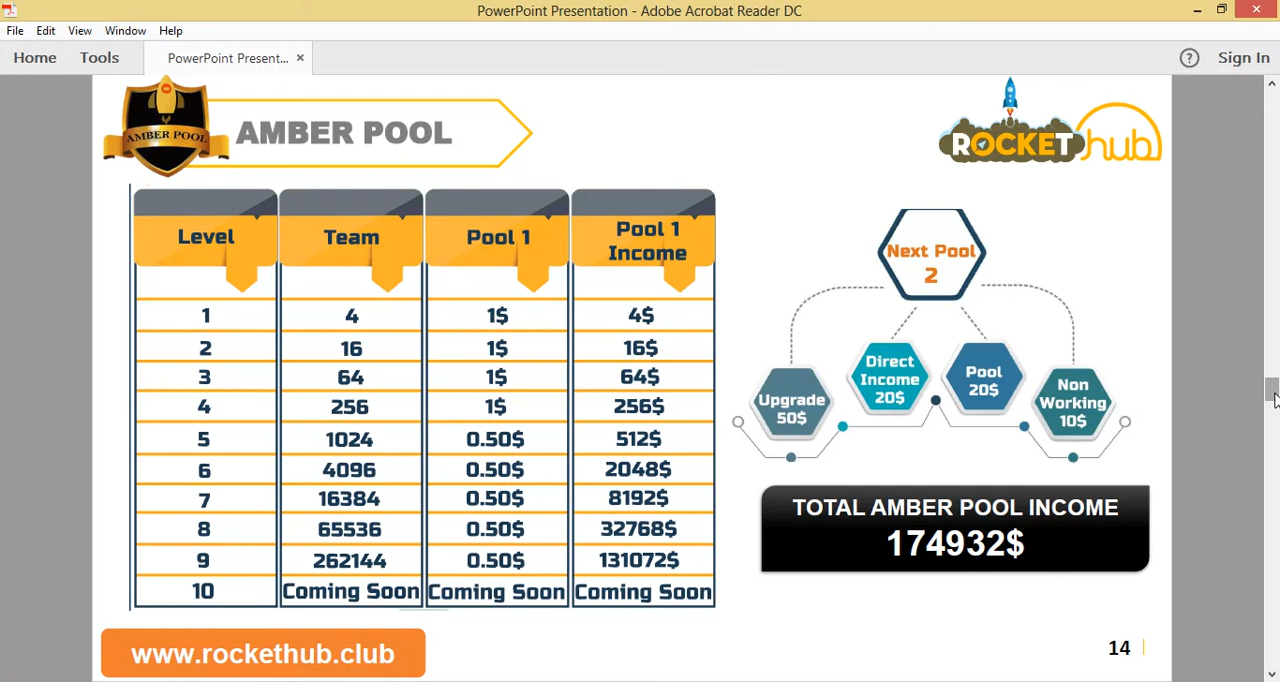 PowerPoint Presentation - Adobe Acrobat Reader DC
File Edit View Window Help
Home Tools PowerPoint Present... × ? Sign In
AMBER POOL
AMBER POOL
ROCKET hub
Level Team Pool 1 Pool 1
Income
1 4 1$ 4$
2 16 1$ 16$
3 64 1$ 64$
4 256 1$ 256$
5 1024 0.50$ 512$
6 4096 0.50$ 2048$
7 16384 0.50$ 8192$
8 65536 0.50$ 32768$
9 262144 0.50$ 131072$
10 Coming Soon Coming Soon Coming Soon
Next Pool
2
Upgrade
50$
Direct
Income
20$
Pool
20$
Non
Working
10$
TOTAL AMBER POOL INCOME
174932$
www.rockethub.club
14